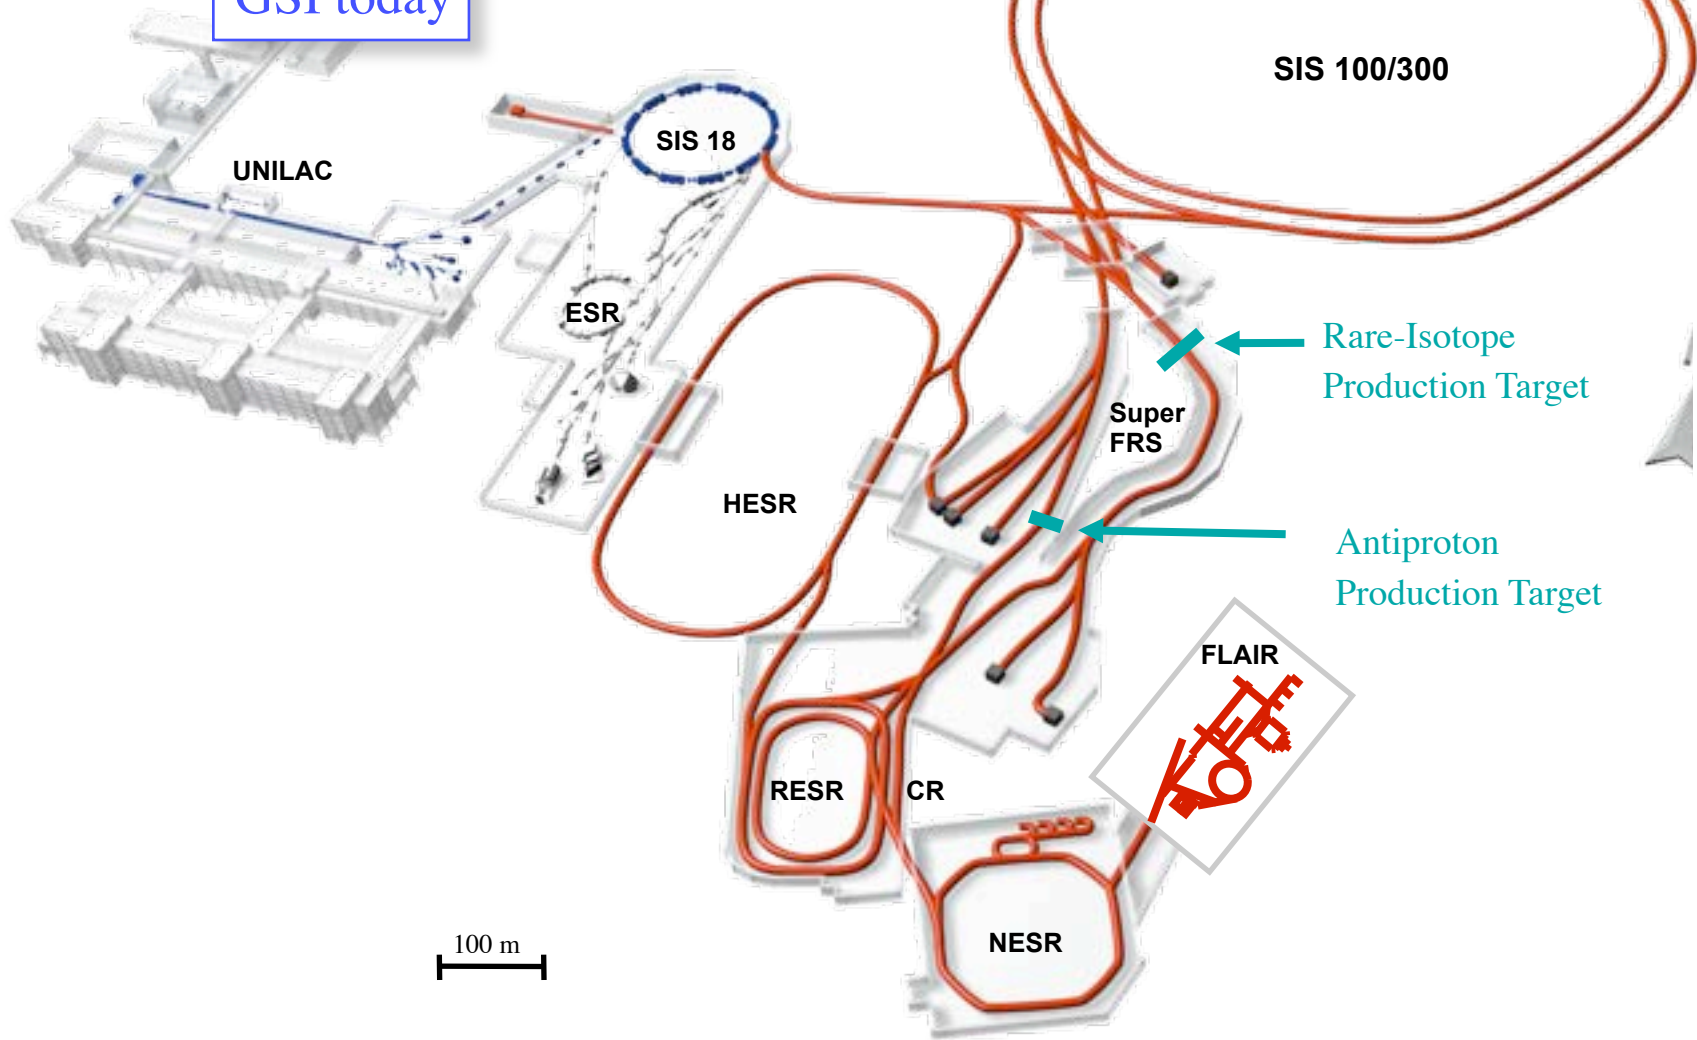 GSI today
SIS 100/300
SIS 18
UNILAC
ESR
Rare-Isotope
Production Target
Super
FRS
HESR
Antiproton
Production Target
FLAIR
RESR
CR
100 m
NESR